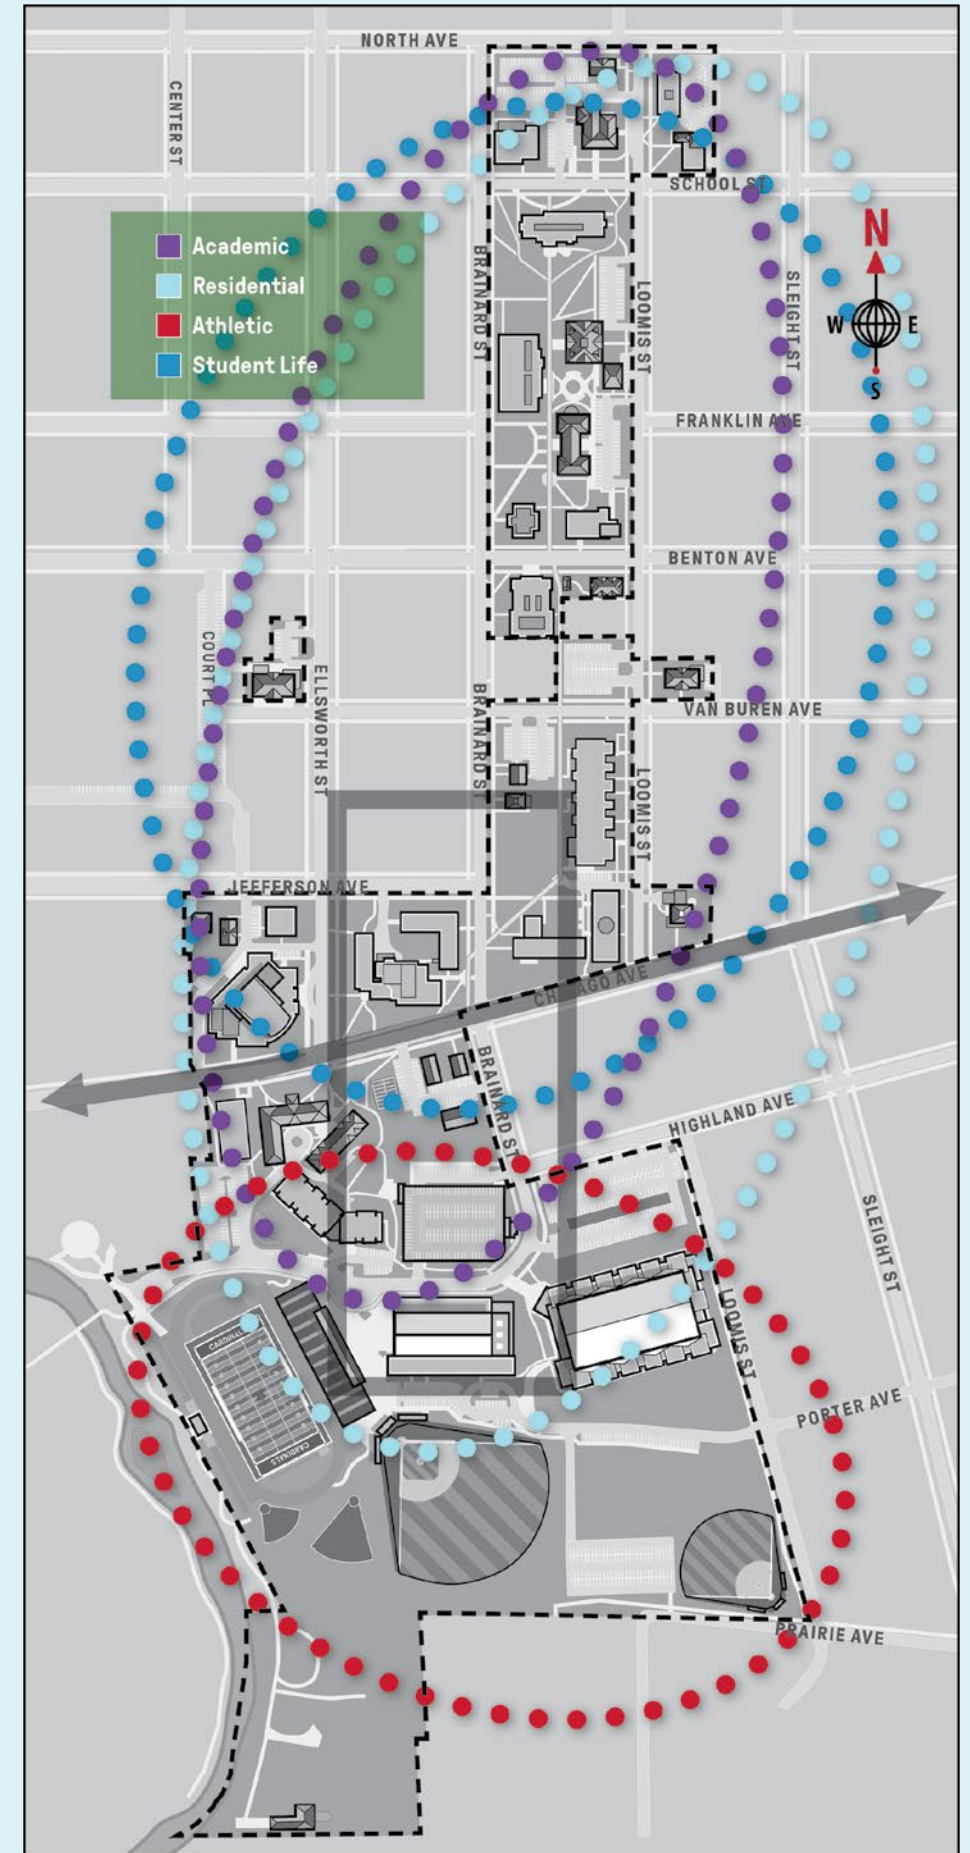 NORTH AVE
CENTER ST
SCHOOL ST
Academic
Residential
Athletic
Student Life
N
W
E
S
BRAINARD ST
LOOMIS ST
SLEIGHT ST
FRANKLIN AVE
BENTON AVE
COURT PL
ELLSWORTH ST
BRAINARD ST
VAN BUREN AVE
LOOMIS ST
JEFFERSON AVE
CHICAGO AVE
BRAINARD ST
HIGHLAND AVE
SLEIGHT ST
LOOMIS ST
CARDINALS
CARDINALS
PORTER AVE
PRAIRIE AVE